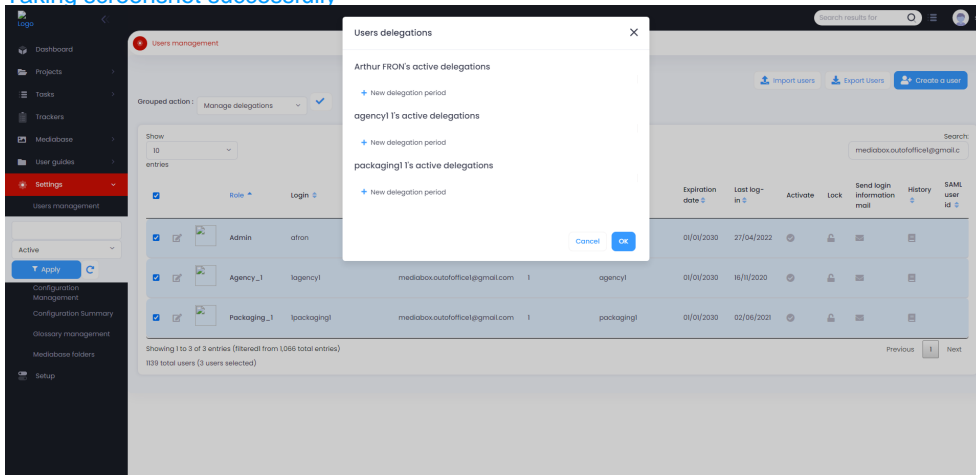 Taking screenshot successfully
Logo
Search results for
Dashboard
Projects
Tasks
Trackers
Mediabase
User guides
Settings
Users management
Active
Apply
Configuration
Management
Configuration Summary
Glossary management
Mediabase folders
Setup
Users management
Import users
Export Users
Create a user
Grouped action :
Manage delegations
Show
10
entries
Search:
mediabox.outofoffice1@gmail.c
Role
Login
Expiration
date
Last log-
in
Activate
Lock
Send login
information
mail
History
SAML
user
id
Admin
afron
01/01/2030
27/04/2022
Agency_1
1agency1
mediabox.outofoffice1@gmail.com
1
agency1
01/01/2030
16/11/2020
Packaging_1
1packaging1
mediabox.outofoffice1@gmail.com
1
packaging1
01/01/2030
02/06/2021
Showing 1 to 3 of 3 entries (filtered1 from 1,066 total entries)
1139 total users (3 users selected)
Previous
1
Next
Users delegations
Arthur FRON's active delegations
+ New delegation period
agency1 1's active delegations
+ New delegation period
packaging1 1's active delegations
+ New delegation period
Cancel
OK